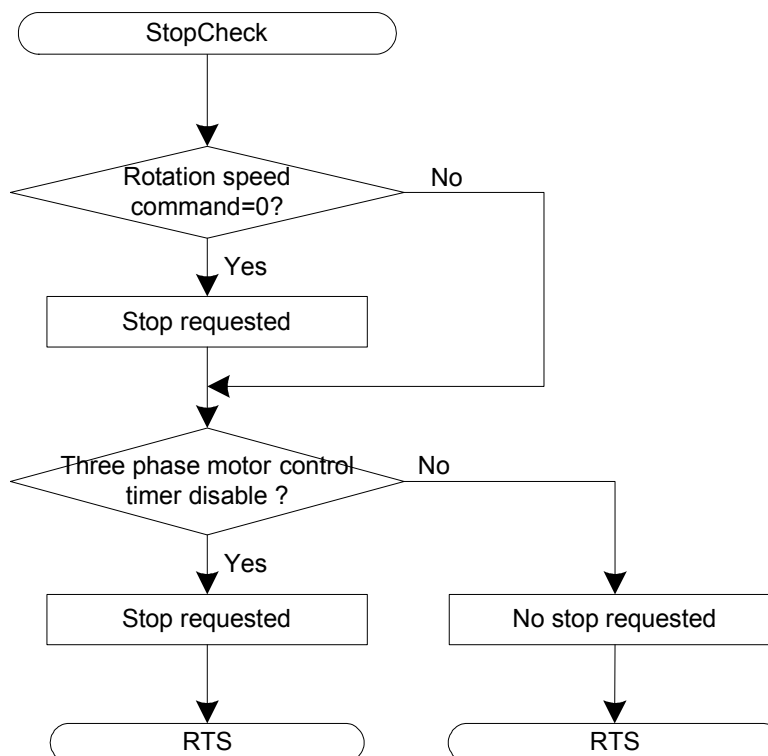 StopCheck
Rotation speed
command=0?
No
Yes
Stop requested
Three phase motor control
timer disable ?
No
Yes
Stop requested
No stop requested
RTS
RTS